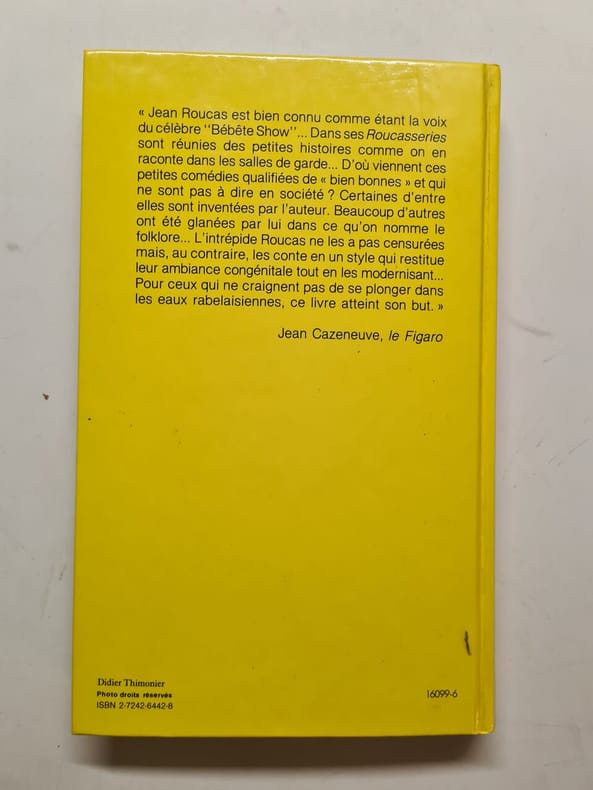 « Jean Roucas est bien connu comme étant la voix
du célèbre ''Bébête Show''... Dans ses Roucasseries
sont réunies des petites histoires comme on en
raconte dans les salles de garde... D'où viennent ces
petites comédies qualifiées de « bien bonnes » et qui
ne sont pas à dire en société ? Certaines d'entre
elles sont inventées par l'auteur. Beaucoup d'autres
ont été glanées par lui dans ce qu'on nomme le
folklore... L'intrépide Roucas ne les a pas censurées
mais, au contraire, les conte en un style qui restitue
leur ambiance congénitale tout en les modernisant...
Pour ceux qui ne craignent pas de se plonger dans
les eaux rabelaisiennes, ce livre atteint son but. »
Jean Cazeneuve, le Figaro
Didier Thimonier
Photo droits réservés
ISBN 2-7242-6442-8
16099-6